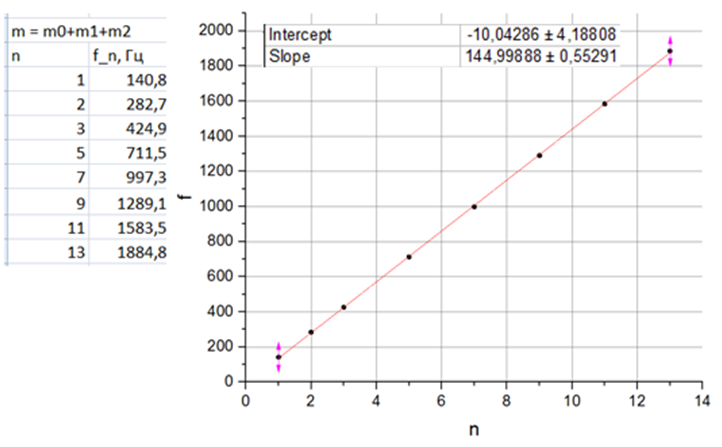 m = m0+m1+m2
n f_n, Гц
1 140,8
2 282,7
3 424,9
5 711,5
7 997,3
9 1289,1
11 1583,5
13 1884,8
Intercept -10,04286 ± 4,18808
Slope 144,99888 ± 0,55291
2000
1800
1600
1400
1200
1000
800
600
400
200
0
f
0 2 4 6 8 10 12 14
n